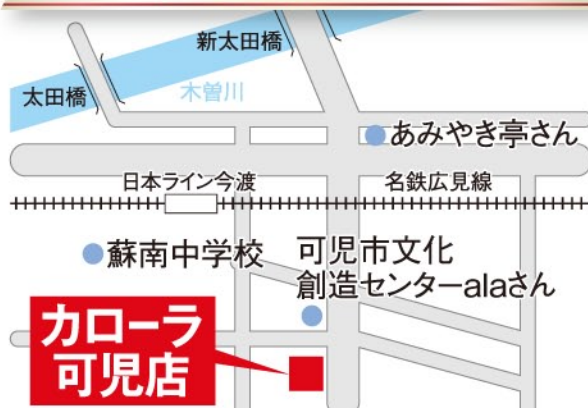 新太田橋
太田橋
木曽川
あみやき亭さん
日本ライン今渡
名鉄広見線
蘇南中学校
可児市文化
創造センターalaさん
カローラ
可児店